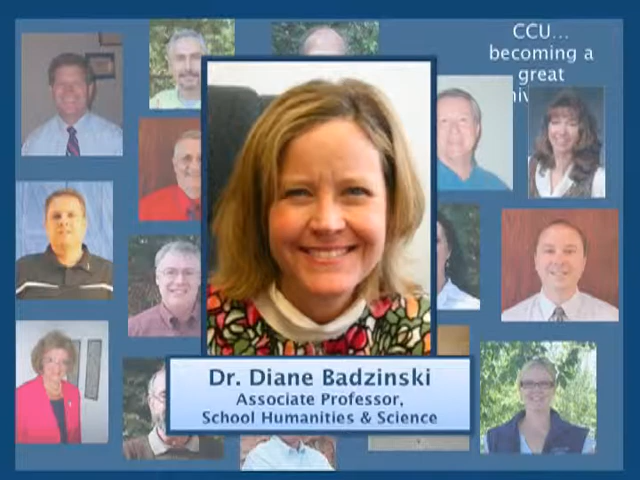 CCU...
becoming a
great
Dr. Diane Badzinski
Associate Professor,
School Humanities & Science